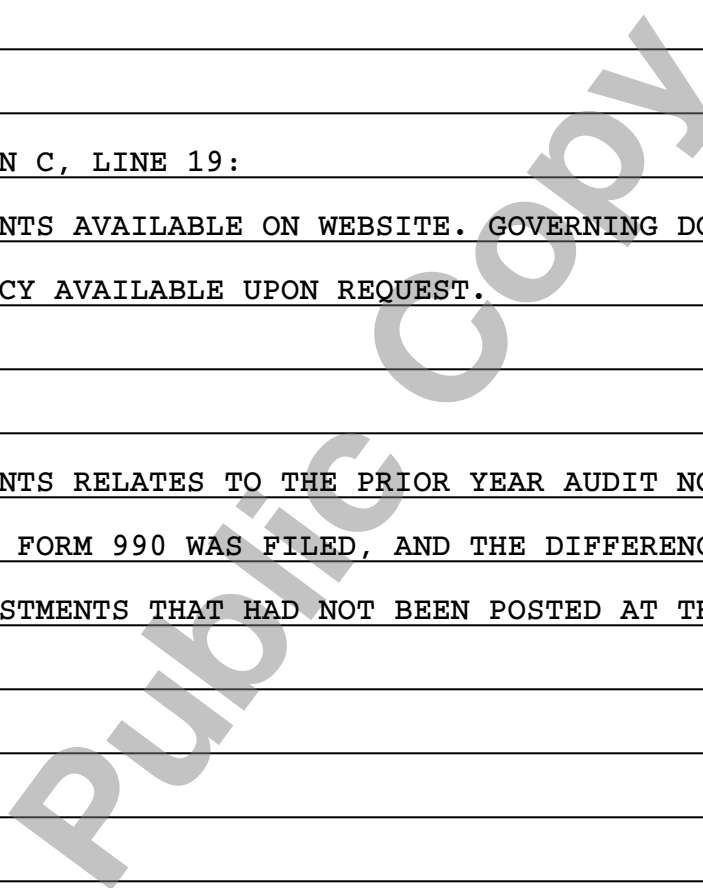 N C, LINE 19:
NTS AVAILABLE ON WEBSITE. GOVERNING DO
CY AVAILABLE UPON REQUEST.
NTS RELATES TO THE PRIOR YEAR AUDIT NO
FORM 990 WAS FILED, AND THE DIFFERENC
STMENTS THAT HAD NOT BEEN POSTED AT TH
Public Copy